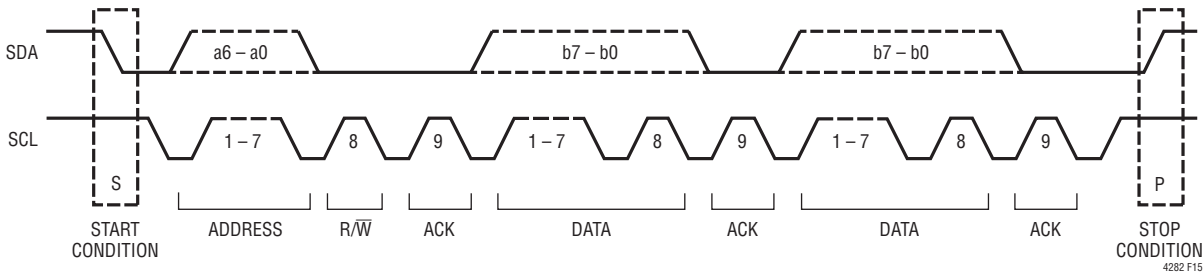 SDA
a6 – a0
b7 – b0
b7 – b0
SCL
1 – 7
8
9
1 – 7
8
9
1 – 7
8
9
S
P
START
CONDITION
ADDRESS
R/W̅
ACK
DATA
ACK
DATA
ACK
STOP
CONDITION
4282 F15